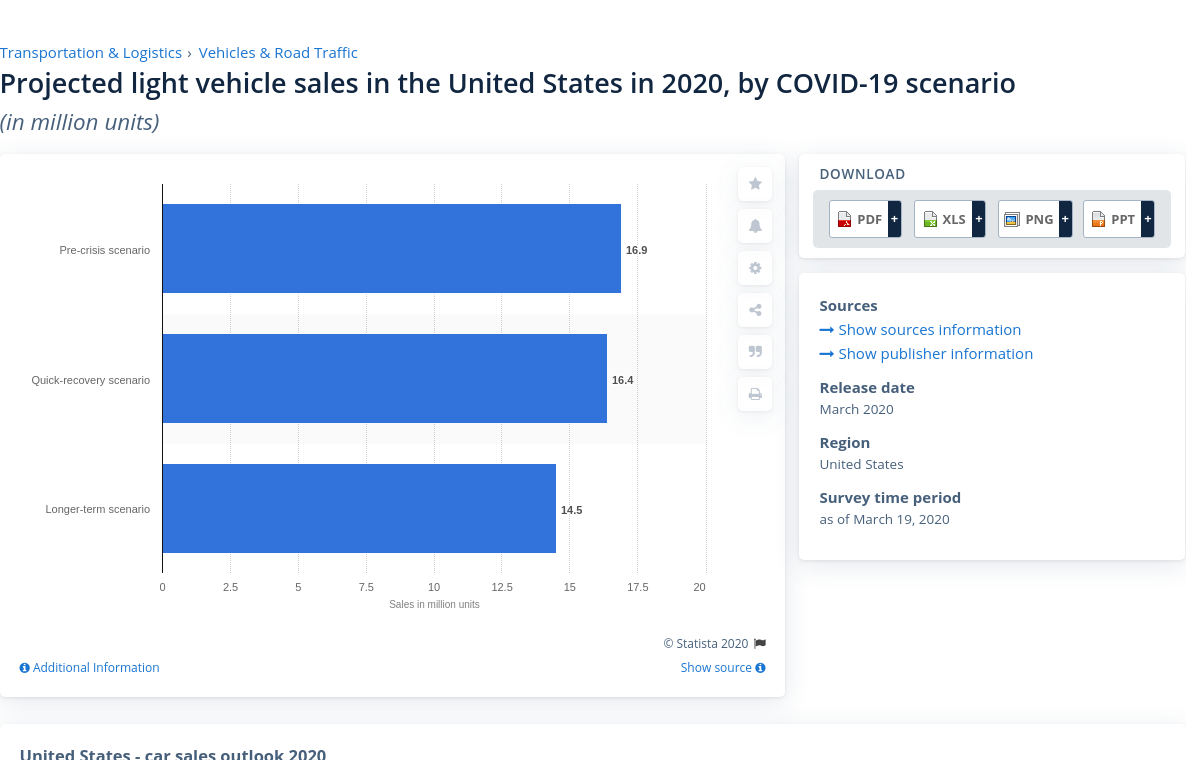 Transportation & Logistics › Vehicles & Road Traffic
Projected light vehicle sales in the United States in 2020, by COVID-19 scenario
(in million units)
Pre-crisis scenario
16.9
Quick-recovery scenario
16.4
Longer-term scenario
14.5
0 2.5 5 7.5 10 12.5 15 17.5 20
Sales in million units
© Statista 2020
Additional Information
Show source
DOWNLOAD
PDF + XLS + PNG + PPT +
Sources
Show sources information
Show publisher information
Release date
March 2020
Region
United States
Survey time period
as of March 19, 2020
United States - car sales outlook 2020